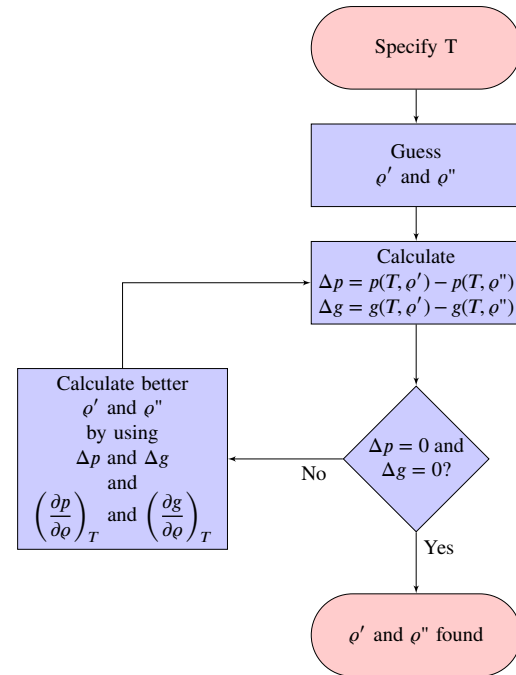 Specify T
Guess
ϱ′ and ϱ"
Calculate
Δp = p(T, ϱ′) − p(T, ϱ")
Δg = g(T, ϱ′) − g(T, ϱ")
Calculate better
ϱ′ and ϱ"
by using
Δp and Δg
and
(∂p/∂ϱ)_T and (∂g/∂ϱ)_T
Δp = 0 and
Δg = 0?
No
Yes
ϱ′ and ϱ" found